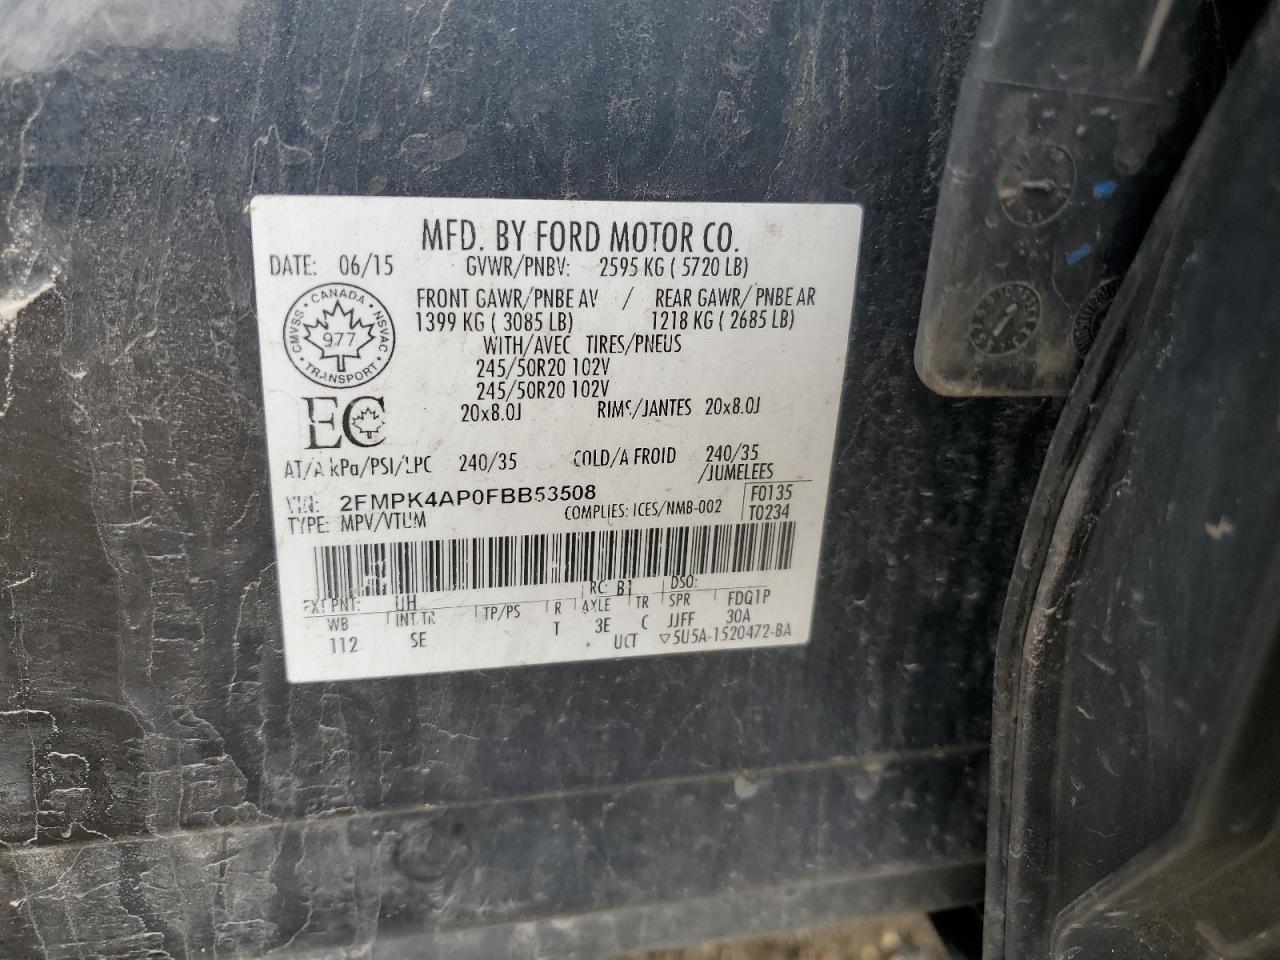 MFD. BY FORD MOTOR CO.
DATE: 06/15 GVWR/PNBV: 2595 KG ( 5720 LB)
FRONT GAWR/PNBE AV / REAR GAWR/ PNBE AR
1399 KG ( 3085 LB) 1218 KG ( 2685 LB)
WITH/AVEC TIRES/PNEUS
245/50R20 102V
245/50R20 102V
20x8.0J RIMS/JANTES 20x8.0J
CANADA
CMVSS 977 NSVAC
TRANSPORT
EC
AT/A kPa/PSI/LPC 240/35 COLD/A FROID 240/35
/JUMELEES
VIN: 2FMPK4AP0FBB53508 F0135
TYPE: MPV/VTUM COMPLIES: ICES/NMB-002 T0234
EXT PNT: UH RC: B1 DSO:
WB INT TR TP/PS R AXLE TR SPR FDQ1P
112 SE T 3E C JJFF 30A
UCT ▽5U5A-1520472-BA